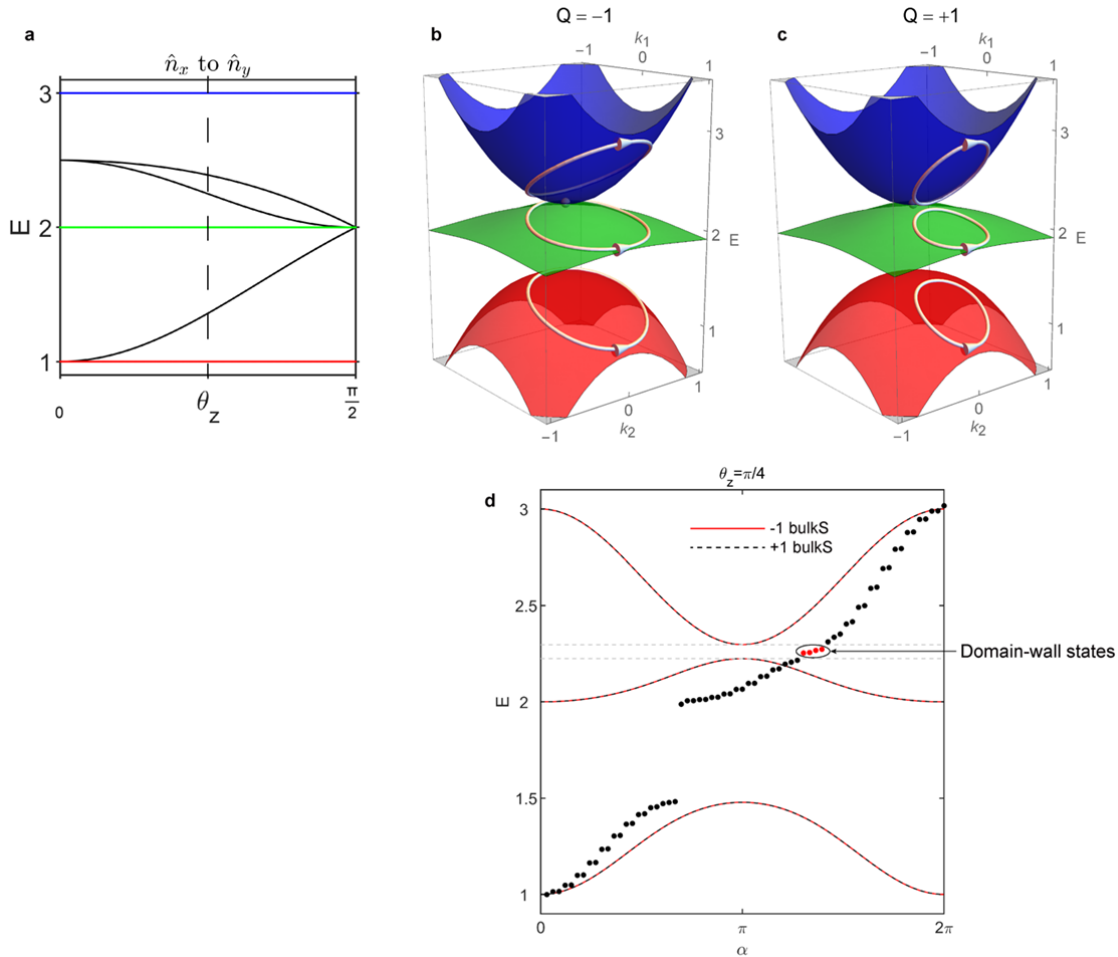 a
n̂x to n̂y
3
E
2
1
0
θz
π/2
Q = −1
b
k1
−1
0
1
3
2
E
1
1
0
k2
−1
Q = +1
c
k1
−1
0
1
3
2
E
1
1
0
k2
−1
θz=π/4
d
3
-1 bulkS
+1 bulkS
2.5
Domain-wall states
E
2
1.5
1
0
π
2π
α